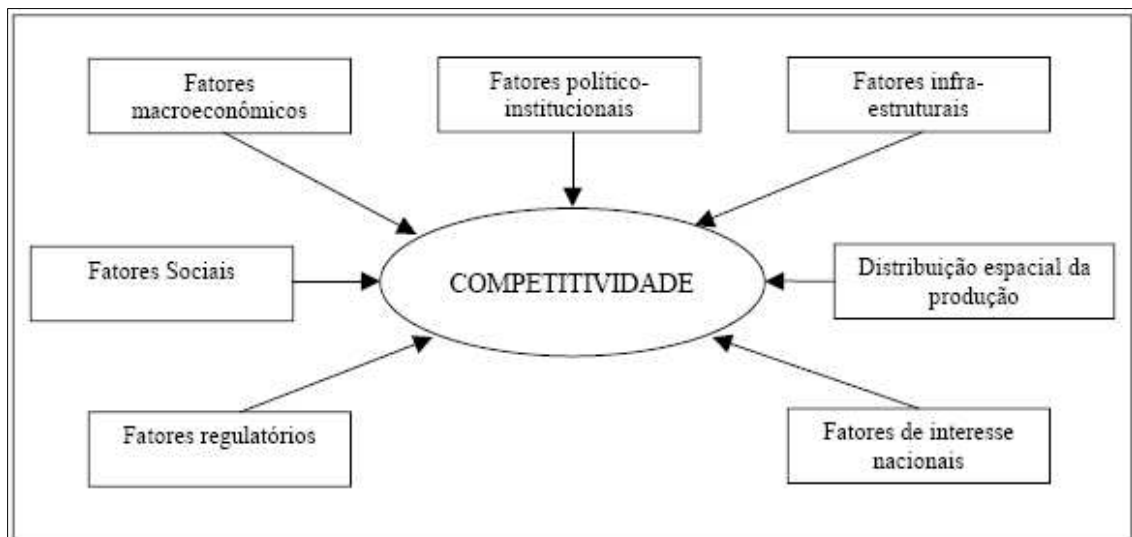 Fatores
macroeconômicos
Fatores político-
institucionais
Fatores infra-
estruturais
Fatores Sociais
COMPETITIVIDADE
Distribuição espacial da
produção
Fatores regulatórios
Fatores de interesse
nacionais